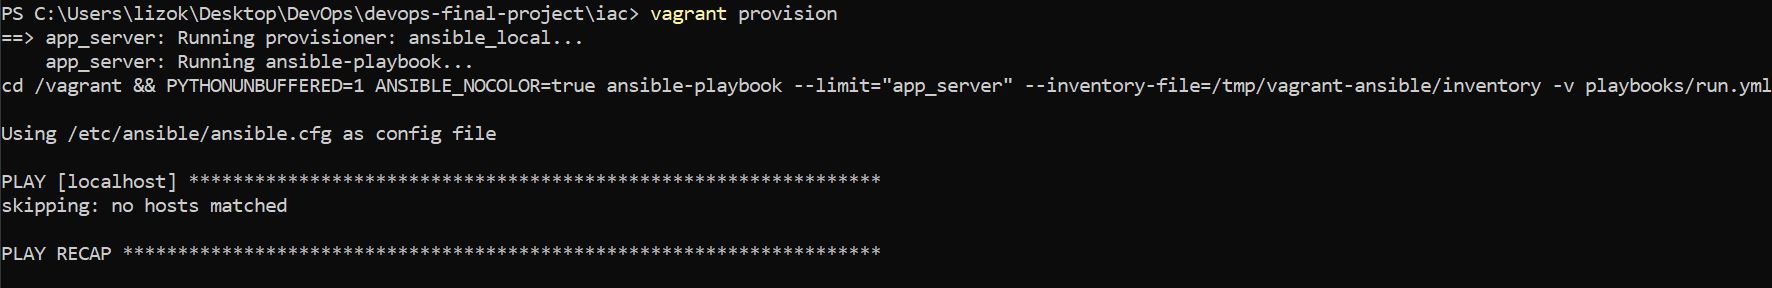 PS C:\Users\lizok\Desktop\DevOps\devops-final-project\iac> vagrant provision
==> app_server: Running provisioner: ansible_local...
    app_server: Running ansible-playbook...
cd /vagrant && PYTHONUNBUFFERED=1 ANSIBLE_NOCOLOR=true ansible-playbook --limit="app_server" --inventory-file=/tmp/vagrant-ansible/inventory -v playbooks/run.yml
Using /etc/ansible/ansible.cfg as config file
PLAY [localhost] ***************************************************************
skipping: no hosts matched
PLAY RECAP *********************************************************************